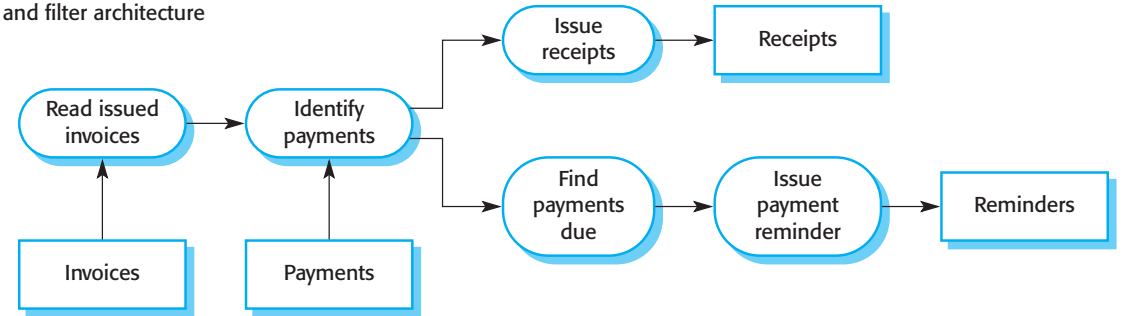 and filter architecture
Issue
receipts
Receipts
Read issued
invoices
Identify
payments
Find
payments
due
Issue
payment
reminder
Reminders
Invoices
Payments